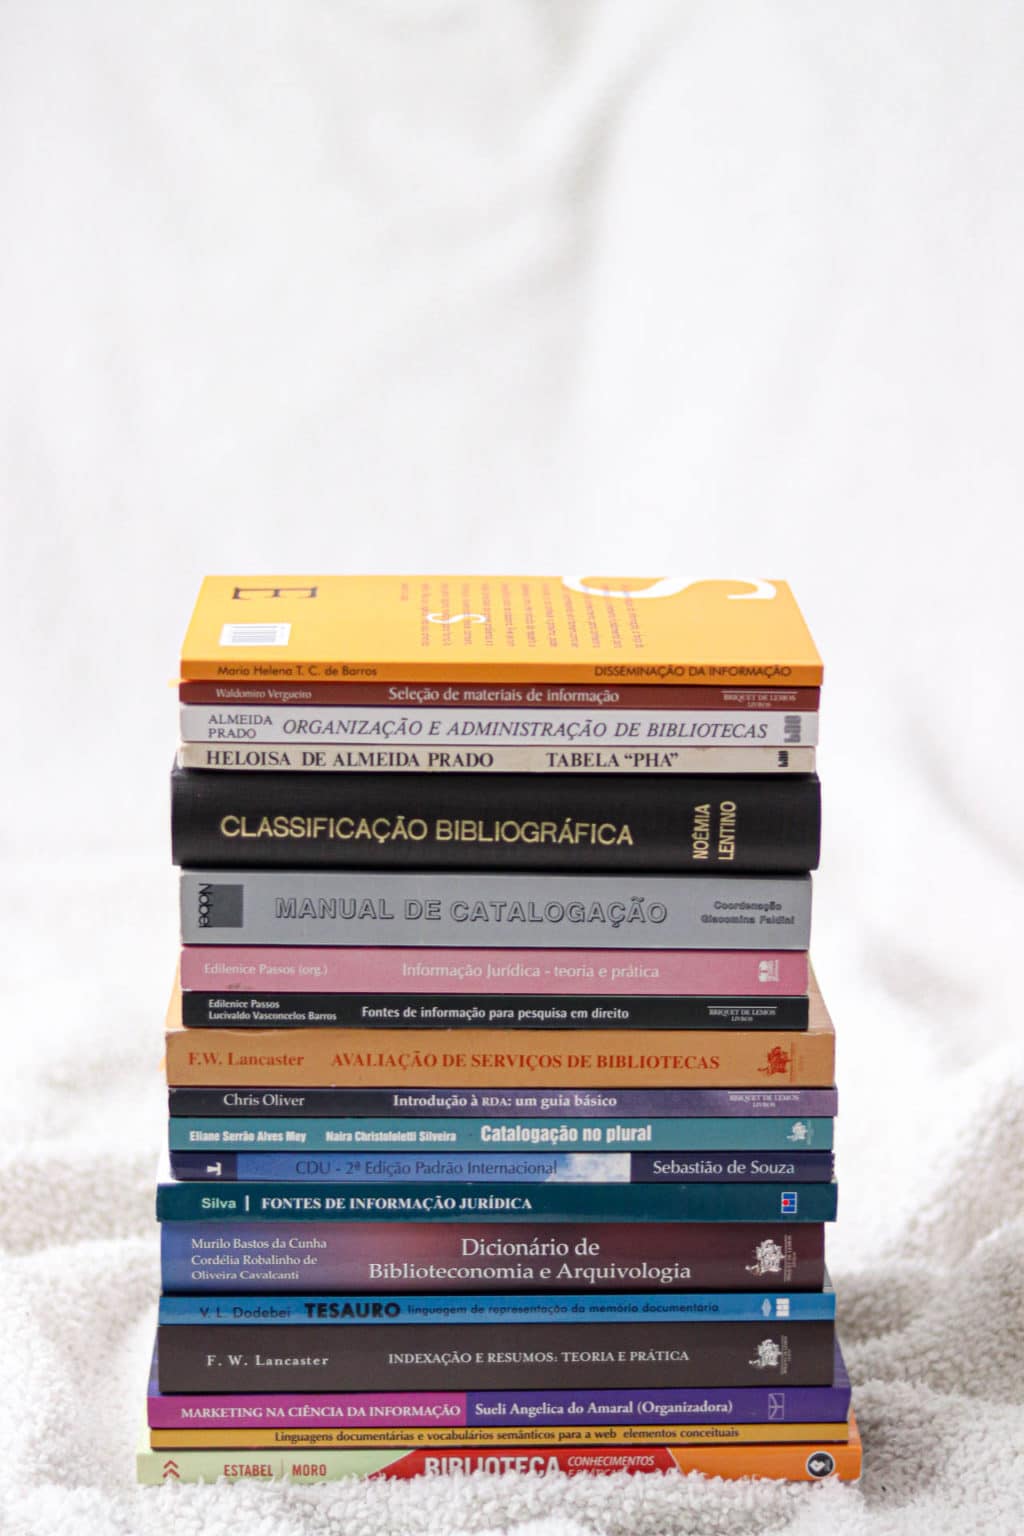 E
S
S
Maria Helena T. C. de Barros DISSEMINAÇÃO DA INFORMAÇÃO
Waldomiro Vergueiro Seleção de materiais de informação BRIQUET DE LEMOS
LIVROS
ALMEIDA
PRADO ORGANIZAÇÃO E ADMINISTRAÇÃO DE BIBLIOTECAS
HELOISA DE ALMEIDA PRADO TABELA “PHA”
CLASSIFICAÇÃO BIBLIOGRÁFICA NOÊMIA
LENTINO
Nobel MANUAL DE CATALOGAÇÃO Coordenação
Giacomina Faldini
Edilenice Passos (org.) Informação Jurídica - teoria e prática
Edilenice Passos
Lucivaldo Vasconcelos Barros Fontes de informação para pesquisa em direito BRIQUET DE LEMOS
LIVROS
F.W. Lancaster AVALIAÇÃO DE SERVIÇOS DE BIBLIOTECAS
Chris Oliver Introdução à RDA: um guia básico BRIQUET DE LEMOS
LIVROS
Eliane Serrão Alves Mey Naira Christofoletti Silveira Catalogação no plural
CDU - 2ª Edição Padrão Internacional Sebastião de Souza
Silva | FONTES DE INFORMAÇÃO JURÍDICA
Murilo Bastos da Cunha
Cordélia Robalinho de
Oliveira Cavalcanti
Dicionário de
Biblioteconomia e Arquivologia
V. L. Dodebei TESAURO linguagem de representação da memória documentária
F. W. Lancaster INDEXAÇÃO E RESUMOS: TEORIA E PRÁTICA
MARKETING NA CIÊNCIA DA INFORMAÇÃO Sueli Angelica do Amaral (Organizadora)
Linguagens documentárias e vocabulários semânticos para a web elementos conceituais
ESTABEL | MORO BIBLIOTECA CONHECIMENTOS